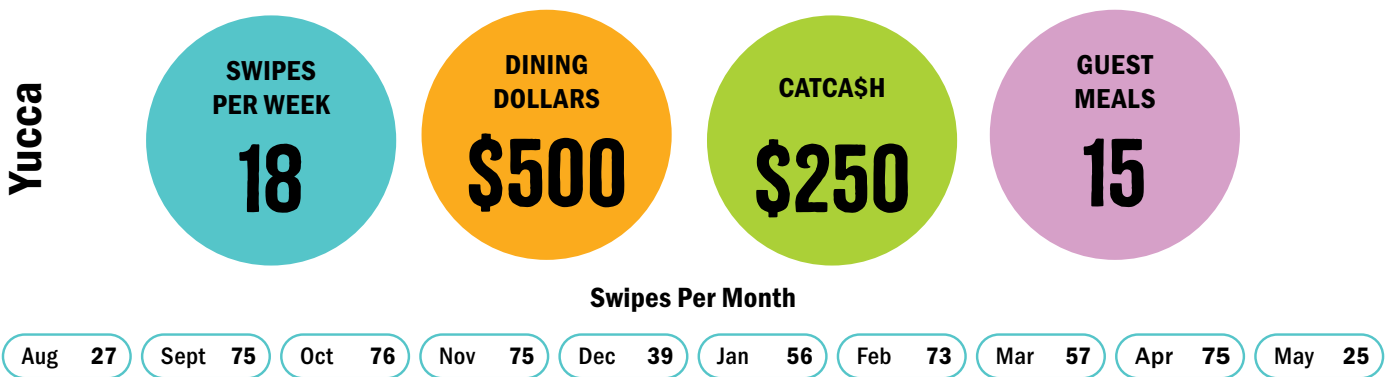 Yucca
SWIPES
PER WEEK
18
DINING
DOLLARS
$500
CATCA$H
$250
GUEST
MEALS
15
Swipes Per Month
Aug 27 Sept 75 Oct 76 Nov 75 Dec 39 Jan 56 Feb 73 Mar 57 Apr 75 May 25